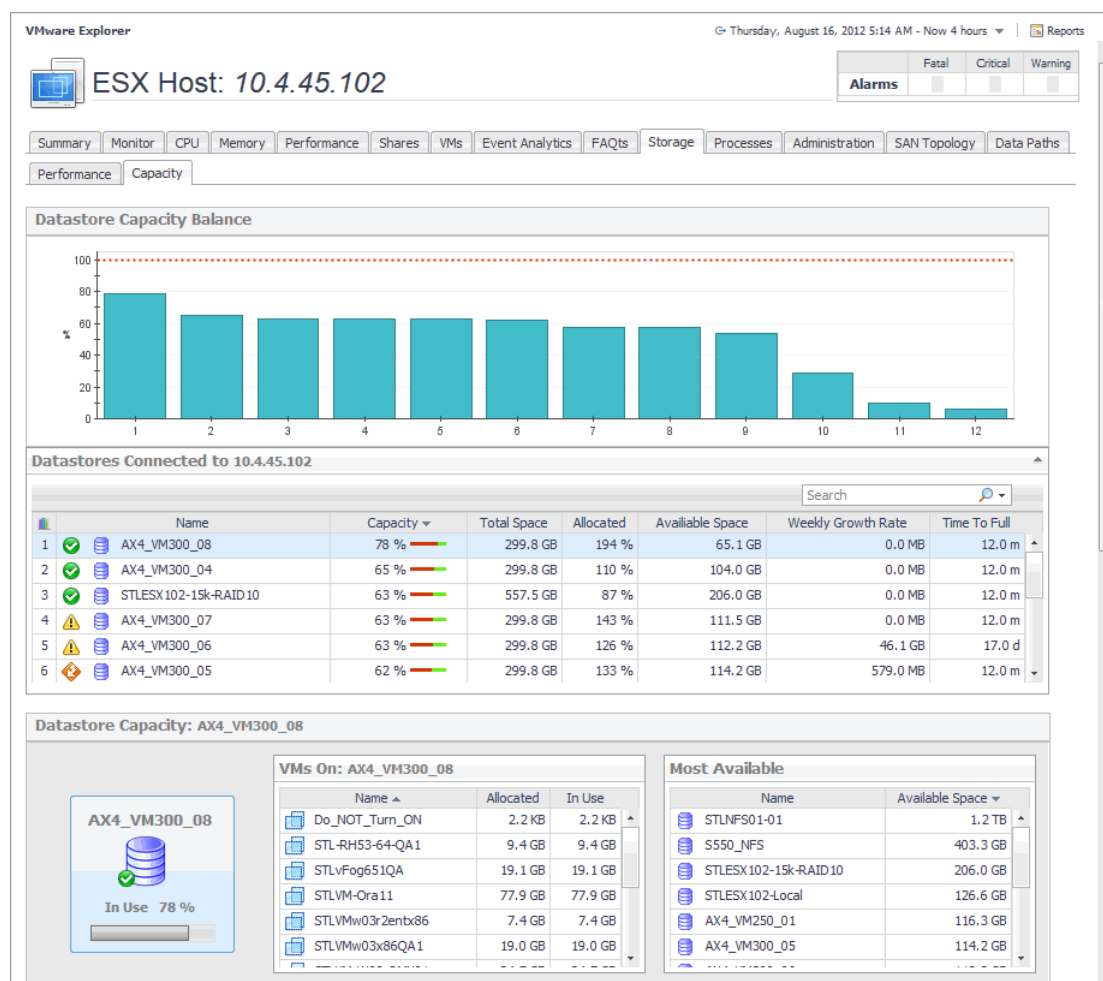 VMware Explorer
Thursday, August 16, 2012 5:14 AM - Now 4 hours
Reports
ESX Host: 10.4.45.102
Fatal Critical Warning
Alarms
Summary Monitor CPU Memory Performance Shares VMs Event Analytics FAQts Storage Processes Administration SAN Topology Data Paths
Performance Capacity
Datastore Capacity Balance
100
80
60
%
40
20
0
1 2 3 4 5 6 7 8 9 10 11 12
Datastores Connected to 10.4.45.102
Search
Name Capacity Total Space Allocated Availiable Space Weekly Growth Rate Time To Full
1 AX4_VM300_08 78 % 299.8 GB 194 % 65.1 GB 0.0 MB 12.0 m
2 AX4_VM300_04 65 % 299.8 GB 110 % 104.0 GB 0.0 MB 12.0 m
3 STLESX102-15k-RAID10 63 % 557.5 GB 87 % 206.0 GB 0.0 MB 12.0 m
4 AX4_VM300_07 63 % 299.8 GB 143 % 111.5 GB 0.0 MB 12.0 m
5 AX4_VM300_06 63 % 299.8 GB 126 % 112.2 GB 46.1 GB 17.0 d
6 AX4_VM300_05 62 % 299.8 GB 133 % 114.2 GB 579.0 MB 12.0 m
Datastore Capacity: AX4_VM300_08
AX4_VM300_08
In Use 78 %
VMs On: AX4_VM300_08
Name Allocated In Use
Do_NOT_Turn_ON 2.2 KB 2.2 KB
STL-RH53-64-QA1 9.4 GB 9.4 GB
STLvFog651QA 19.1 GB 19.1 GB
STLVM-Ora11 77.9 GB 77.9 GB
STLVMw03r2entx86 7.4 GB 7.4 GB
STLVMw03x86QA1 19.0 GB 19.0 GB
Most Available
Name Available Space
STLNFS01-01 1.2 TB
S550_NFS 403.3 GB
STLESX102-15k-RAID10 206.0 GB
STLESX102-Local 126.6 GB
AX4_VM250_01 116.3 GB
AX4_VM300_05 114.2 GB